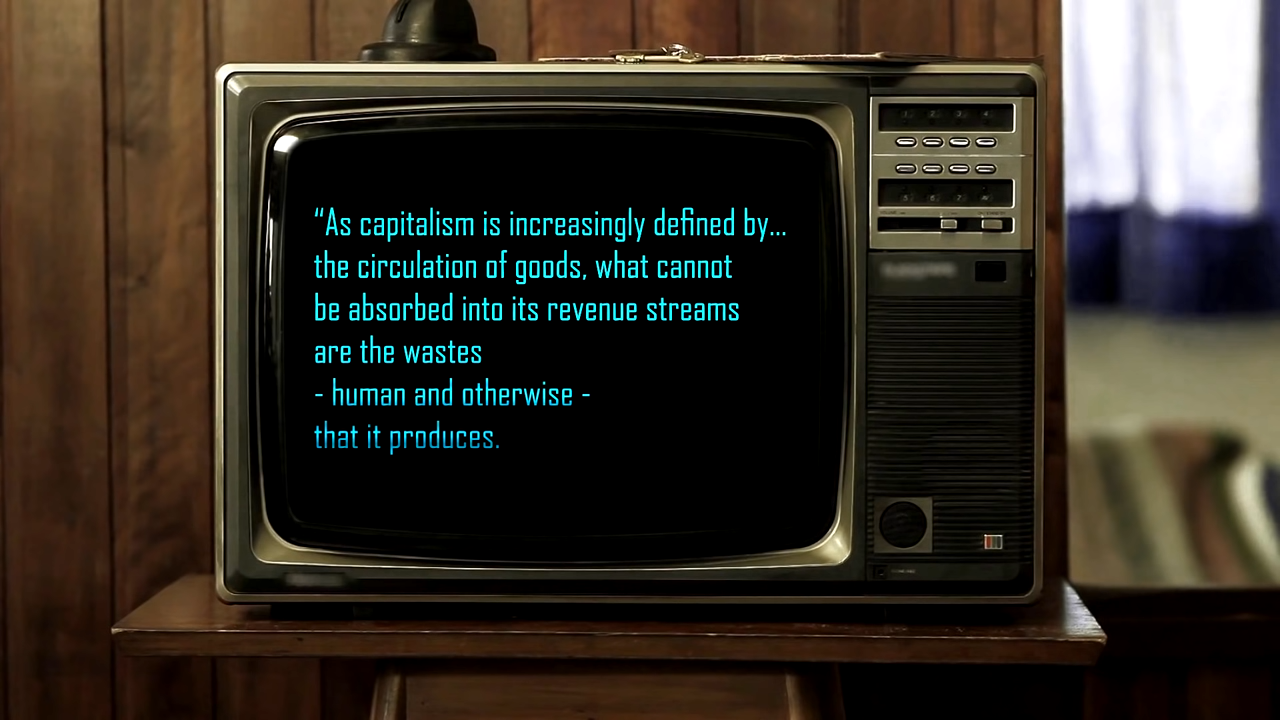 “As capitalism is increasingly defined by...
the circulation of goods, what cannot
be absorbed into its revenue streams
are the wastes
- human and otherwise -
that it produces.